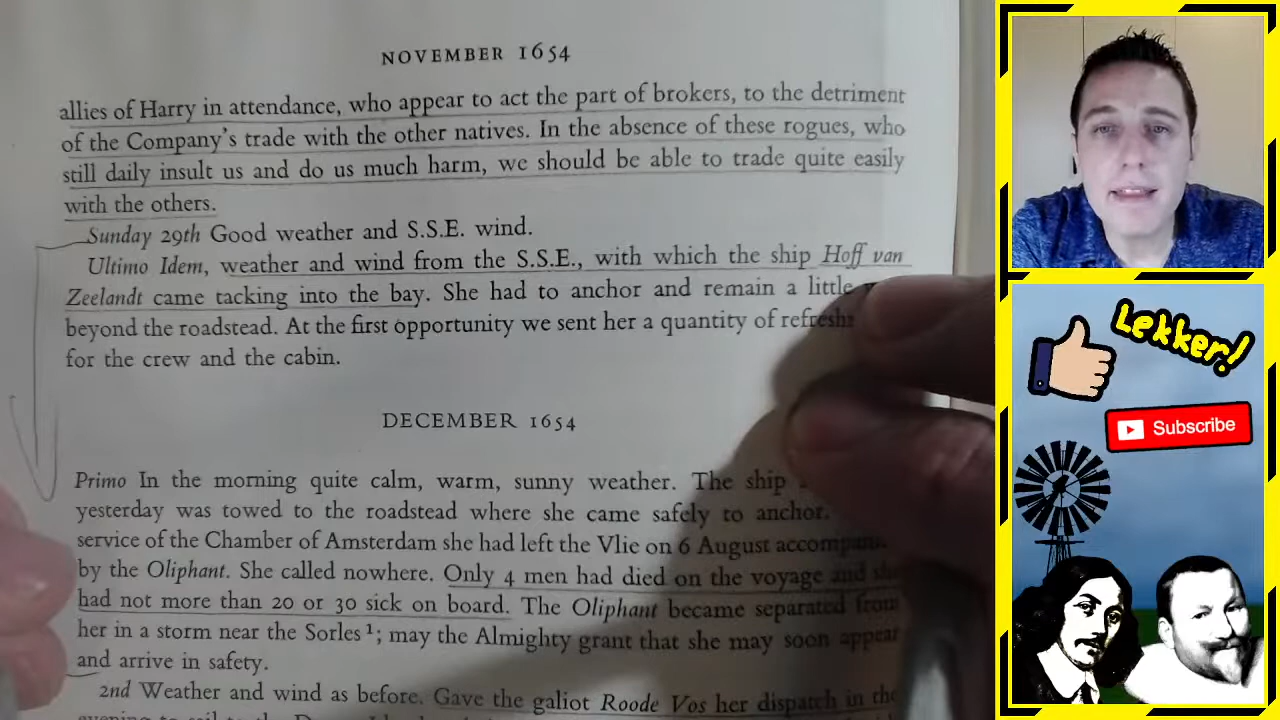 NOVEMBER 1654
allies of Harry in attendance, who appear to act the part of brokers, to the detriment
of the Company's trade with the other natives. In the absence of these rogues, who
still daily insult us and do us much harm, we should be able to trade quite easily
with the others.
Sunday 29th Good weather and S.S.E. wind.
Ultimo Idem, weather and wind from the S.S.E., with which the ship Hoff van
Zeelandt came tacking into the bay. She had to anchor and remain a little
beyond the roadstead. At the first opportunity we sent her a quantity of
for the crew and the cabin.
DECEMBER 1654
Primo In the morning quite calm, warm, sunny weather. The ship
yesterday was towed to the roadstead where she came safely to anchor.
service of the Chamber of Amsterdam she had left the Vlie on 6 August
by the Oliphant. She called nowhere. Only 4 men had died on the voyage and she
had not more than 20 or 30 sick on board. The Oliphant became separated from
her in a storm near the Sorles¹; may the Almighty grant that she may soon appear
and arrive in safety.
2nd Weather and wind as before. Gave the galiot Roode Vos her dispatch in the
evening to sail to the
Lekker!
Subscribe